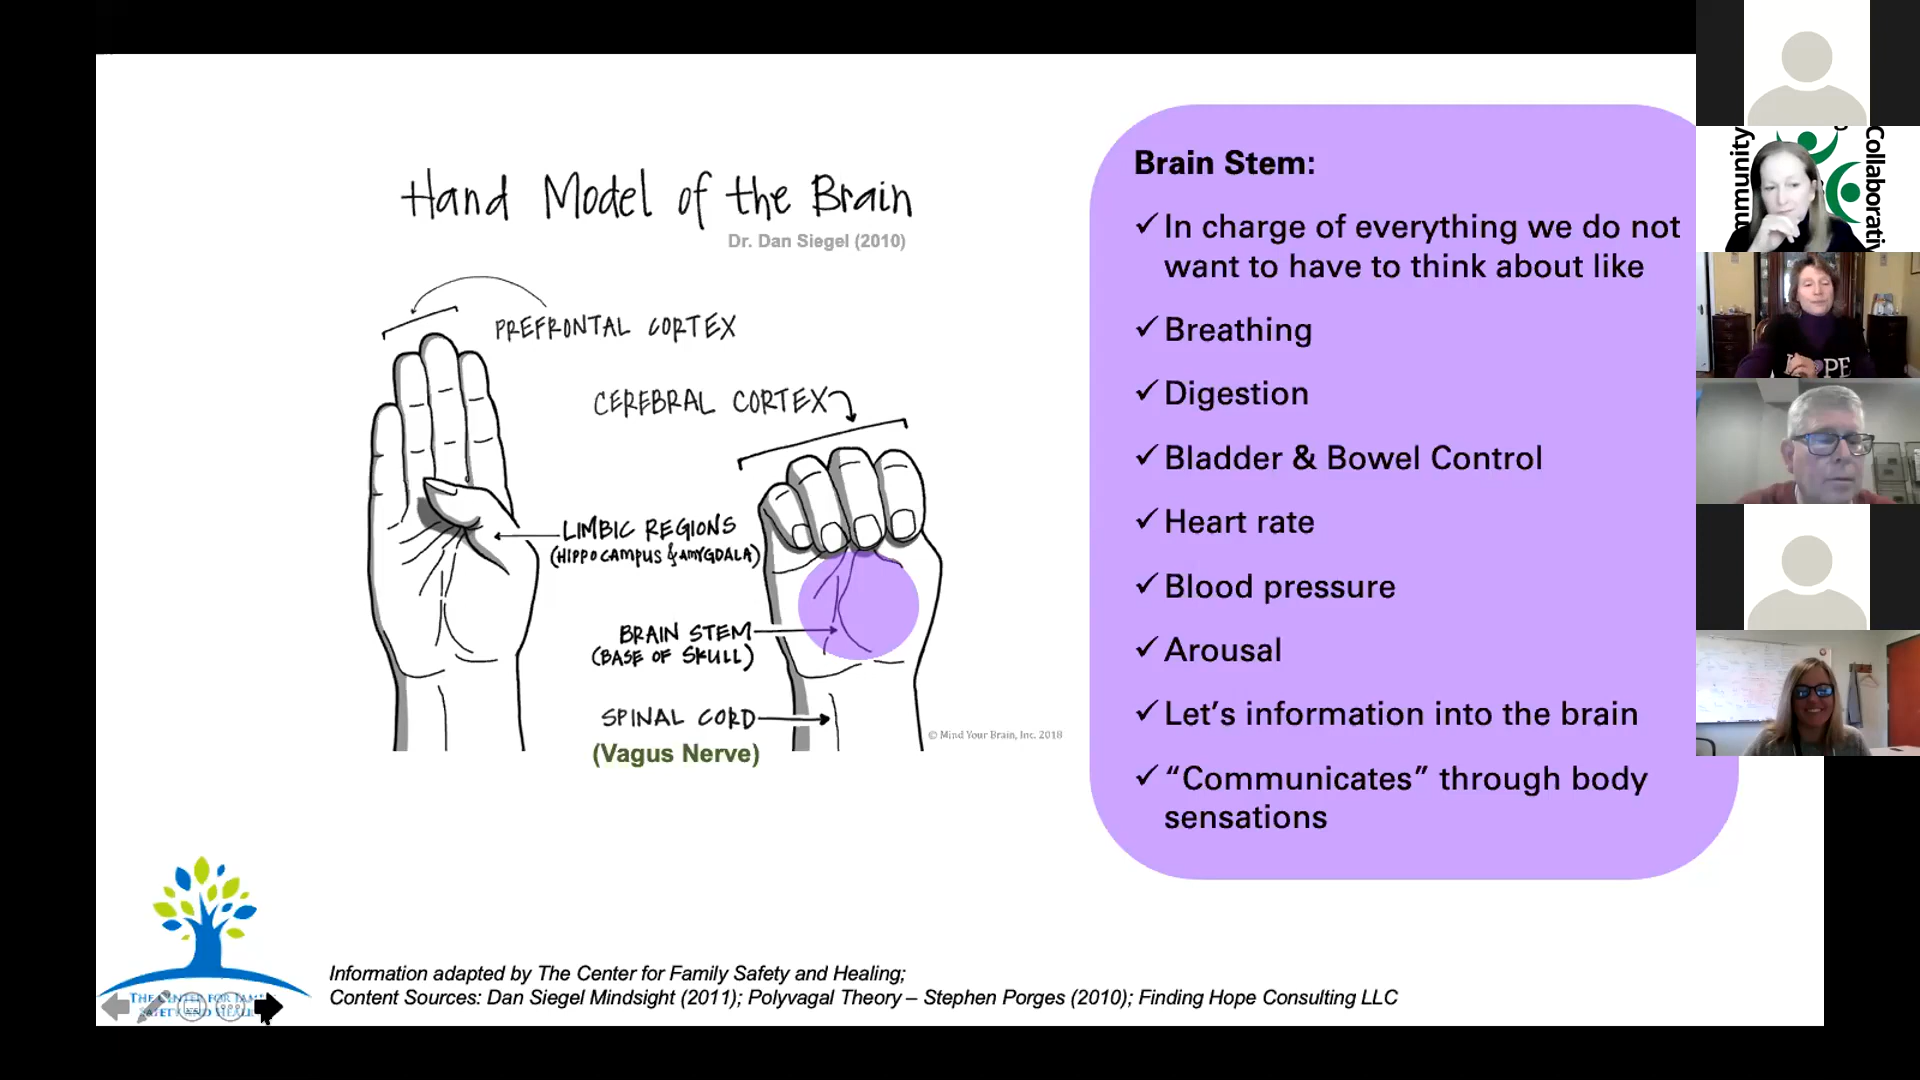 Hand Model of the Brain
Dr. Dan Siegel (2010)
PREFRONTAL CORTEX
CEREBRAL CORTEX
LIMBIC REGIONS
(HIPPOCAMPUS & AMYGDALA)
BRAIN STEM
(BASE OF SKULL)
SPINAL CORD
(Vagus Nerve)
© Mind Your Brain, Inc. 2018
Brain Stem:
✓In charge of everything we do not
want to have to think about like
✓Breathing
✓Digestion
✓Bladder & Bowel Control
✓Heart rate
✓Blood pressure
✓Arousal
✓Let’s information into the brain
✓“Communicates” through body
sensations
Information adapted by The Center for Family Safety and Healing;
Content Sources: Dan Siegel Mindsight (2011); Polyvagal Theory – Stephen Porges (2010); Finding Hope Consulting LLC